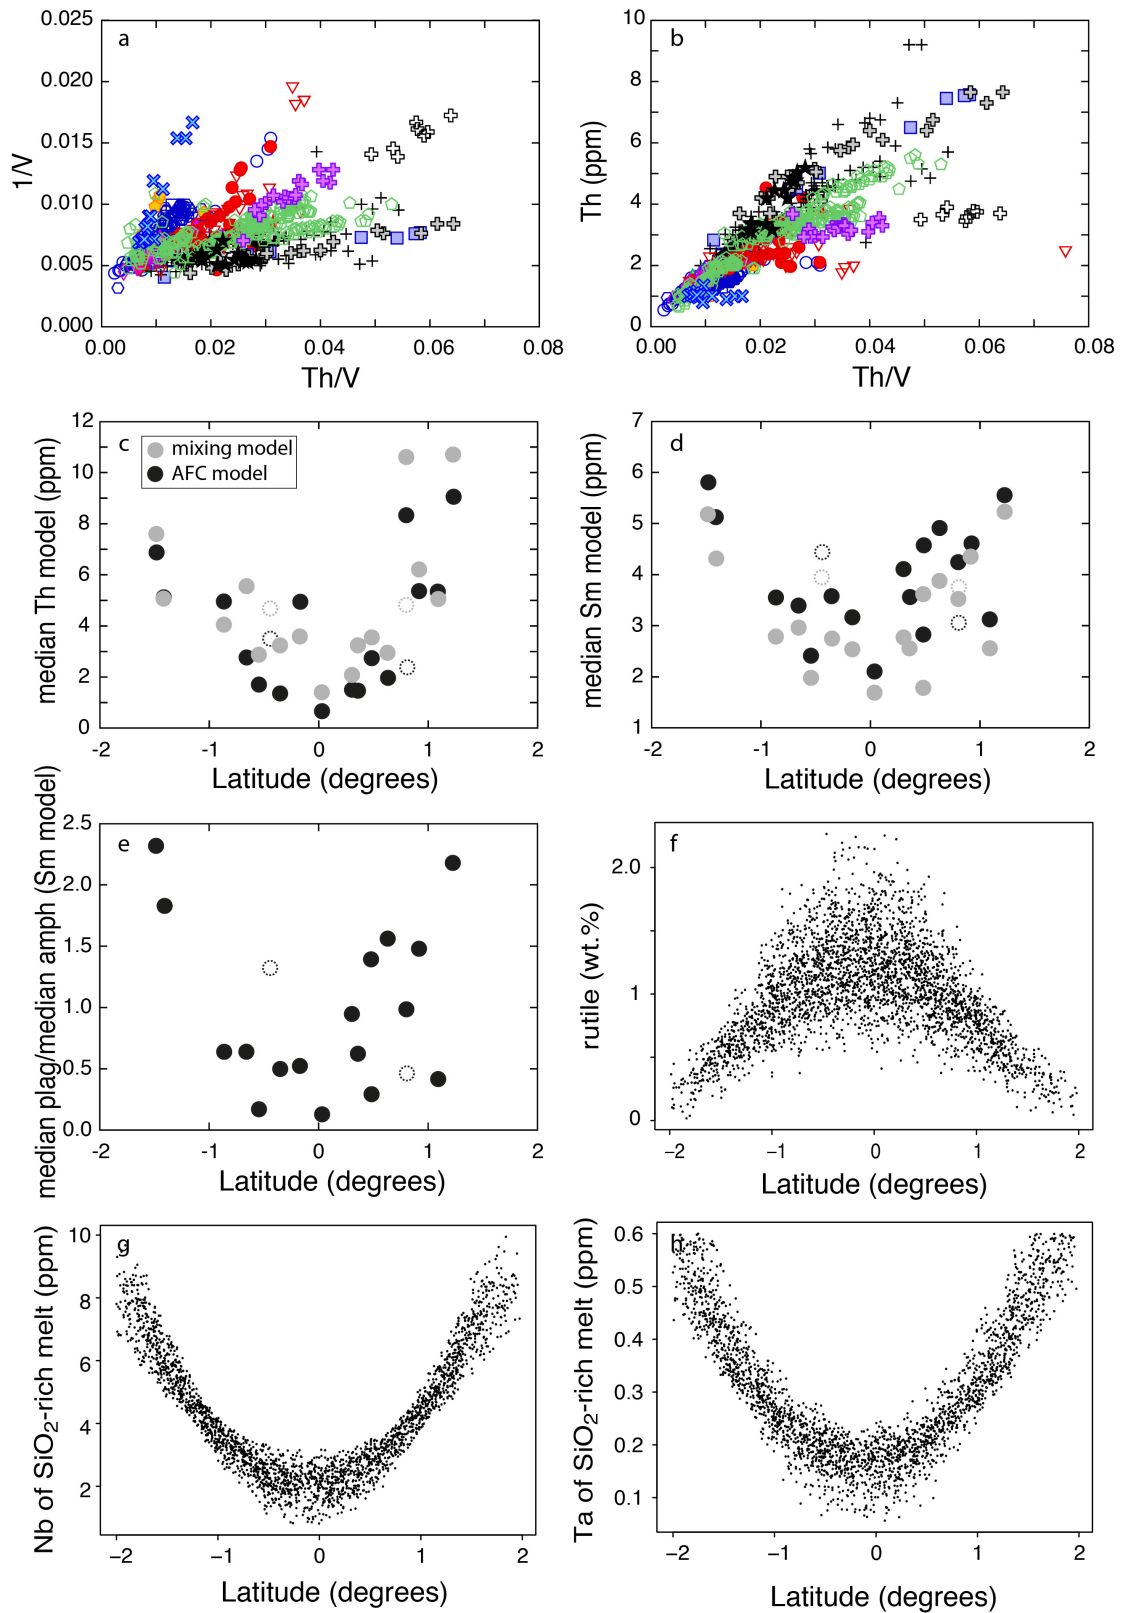 a
0.025
0.020
0.015
0.010
0.005
0.000
1/V
0.00 0.02 0.04 0.06 0.08
Th/V
b
10
8
6
4
2
0
Th (ppm)
0.00 0.02 0.04 0.06 0.08
Th/V
c
mixing model
AFC model
12
10
8
6
4
2
0
median Th model (ppm)
-2 -1 0 1 2
Latitude (degrees)
d
7
6
5
4
3
2
1
median Sm model (ppm)
-2 -1 0 1 2
Latitude (degrees)
e
2.5
2.0
1.5
1.0
0.5
0.0
median plag/median amph (Sm model)
-2 -1 0 1 2
Latitude (degrees)
f
2.0
1
0
rutile (wt.%)
−2 −1 0 1 2
Latitude (degrees)
g
10
8
6
4
2
Nb of SiO2-rich melt (ppm)
−2 −1 0 1 2
Latitude (degrees)
h
0.6
0.5
0.4
0.3
0.2
0.1
Ta of SiO2-rich melt (ppm)
−2 −1 0 1 2
Latitude (degrees)